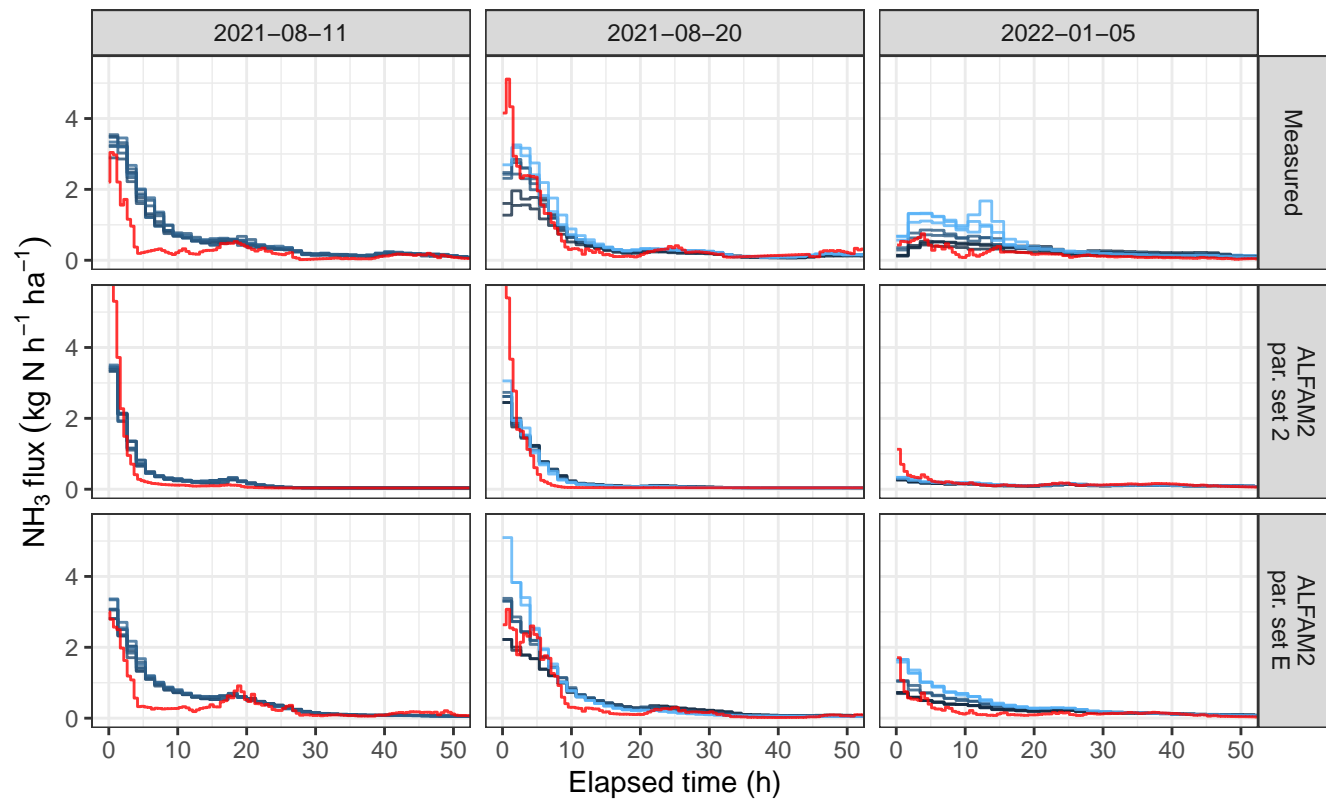 2021−08−11 2021−08−20 2022−01−05
NH₃ flux (kg N h⁻¹ ha⁻¹)
4
2
0
Measured
4
2
0
ALFAM2
par. set 2
4
2
0
ALFAM2
par. set E
0 10 20 30 40 50 0 10 20 30 40 50 0 10 20 30 40 50
Elapsed time (h)